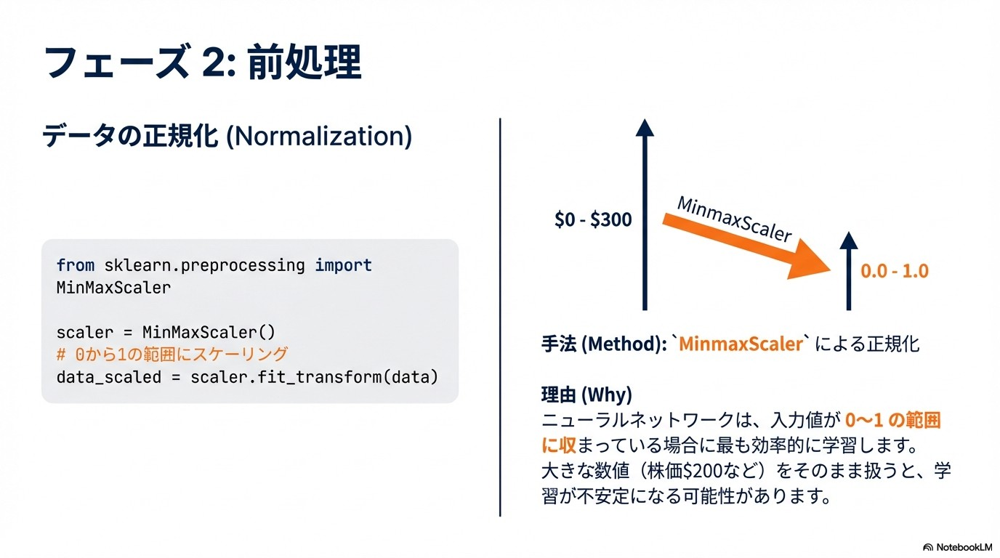 フェーズ 2: 前処理
データの正規化 (Normalization)
from sklearn.preprocessing import
MinMaxScaler
scaler = MinMaxScaler()
# 0から1の範囲にスケーリング
data_scaled = scaler.fit_transform(data)
$0 - $300
MinmaxScaler
0.0 - 1.0
手法 (Method): `MinmaxScaler` による正規化
理由 (Why)
ニューラルネットワークは、入力値が 0〜1 の範囲
に収まっている場合に最も効率的に学習します。
大きな数値（株価$200など）をそのまま扱うと、学
習が不安定になる可能性があります。
NotebookLM